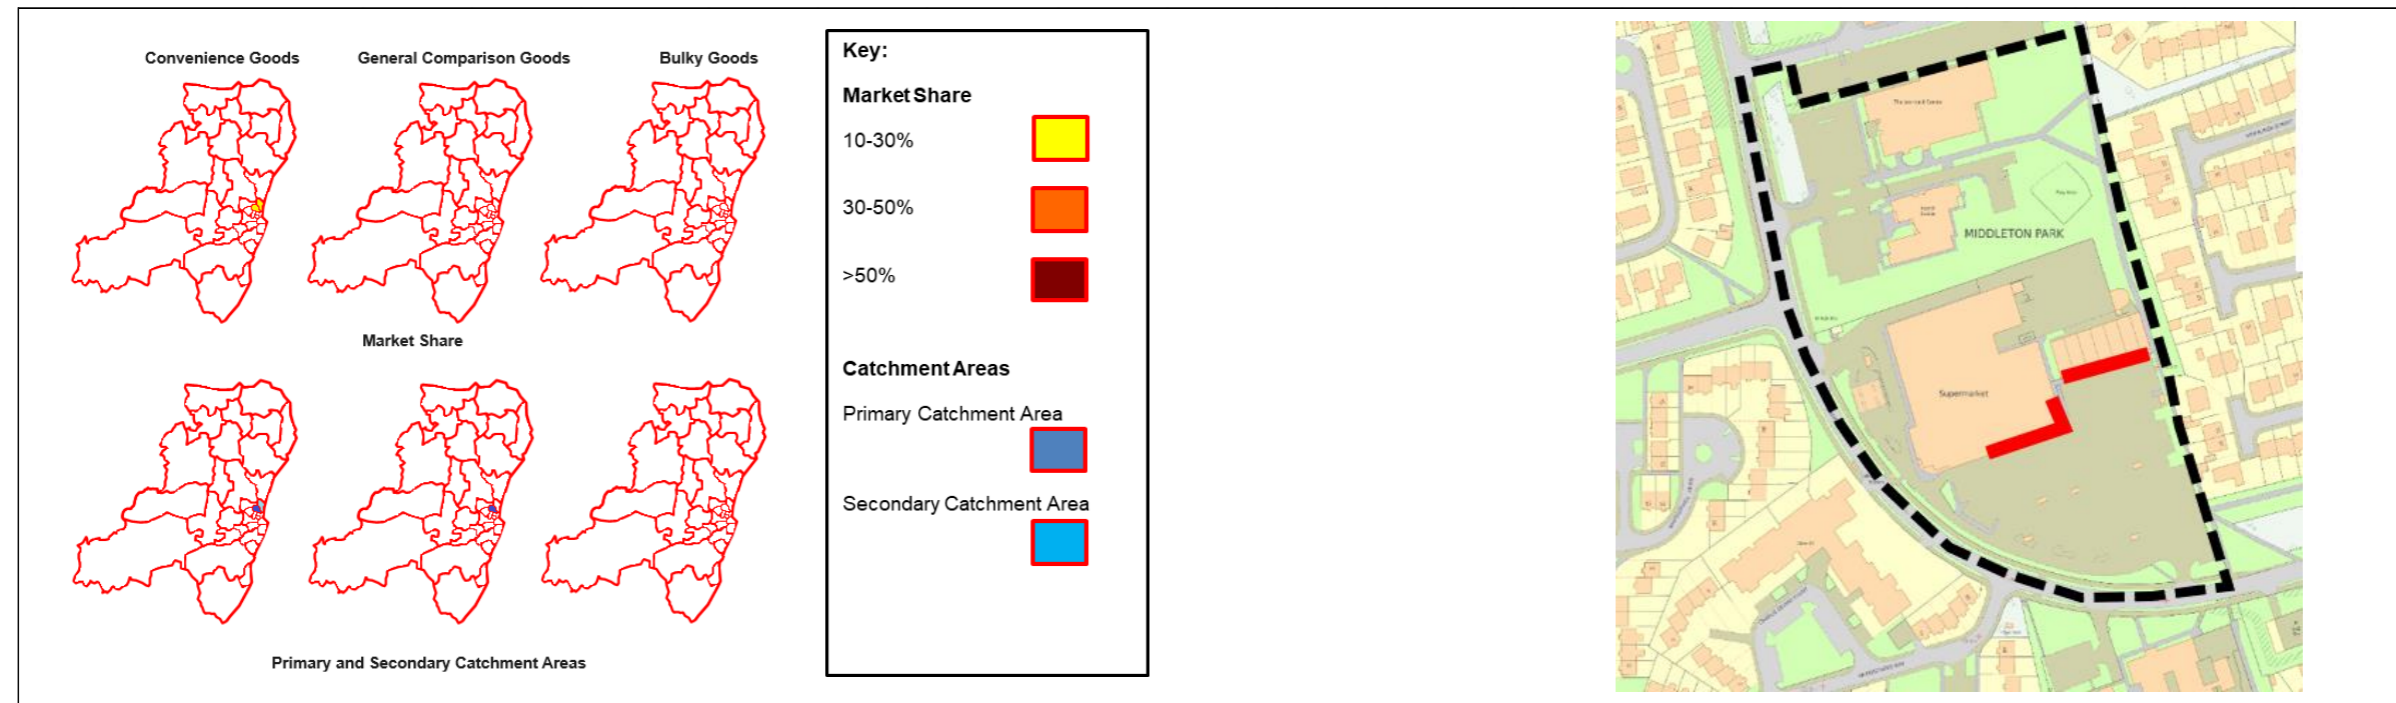 Convenience Goods
General Comparison Goods
Bulky Goods
Market Share
Primary and Secondary Catchment Areas
Key:
Market Share
10-30%
30-50%
>50%
Catchment Areas
Primary Catchment Area
Secondary Catchment Area
MIDDLETON PARK
Supermarket